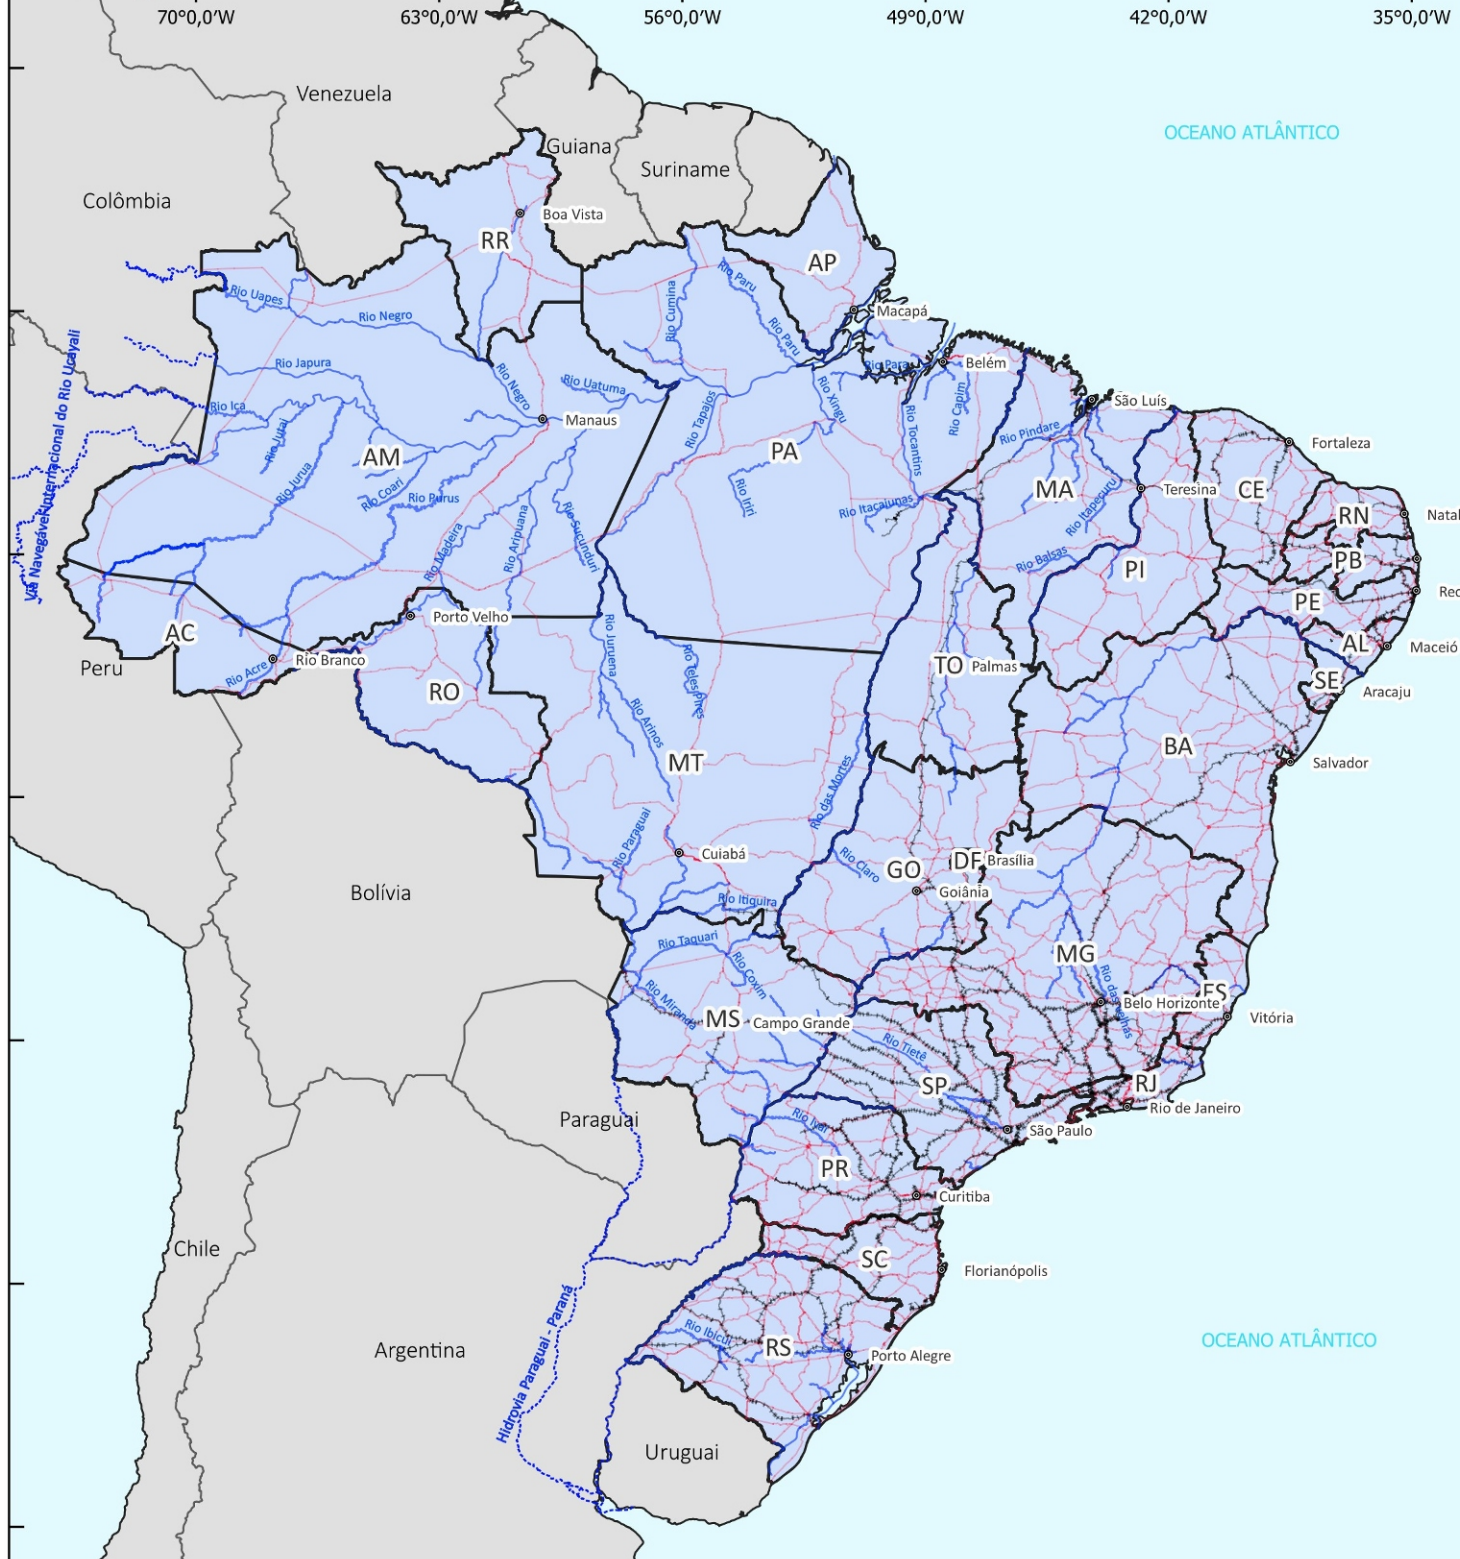 70°0,0'W
63°0,0'W
56°0,0'W
49°0,0'W
42°0,0'W
35°0,0'W
Venezuela
OCEANO ATLÂNTICO
Guiana
Suriname
Colômbia
Boa Vista
RR
AP
Rio Paru
Rio Uapes
Rio Negro
Rio Cumina
Macapá
Rio Paru
Rio Japura
Rio Para
Belém
Rio Negro
Rio Uatuma
Rio Xingu
Rio Ica
Rio Capim
São Luís
Manaus
Rio Tapajos
Rio Tocantins
Rio Pindare
Rio Jutai
Fortaleza
AM
PA
Rio Jurua
Rio Coari
Rio Purus
Rio Iriri
Rio Itacaiunas
MA
Teresina
CE
Rio Itapecuru
RN
Natal
Via Navegável Internacional do Rio Ucayali
Rio Madeira
Rio Aripuana
Rio Sucunduri
Rio Balsas
PI
PB
Rec
PE
Porto Velho
AC
Rio Juruena
AL
Maceió
Peru
Rio Acre
Rio Branco
TO
Palmas
RO
Rio Teles Pires
SE
Aracaju
Rio Arinos
MT
BA
Salvador
Rio das Mortes
Rio Paraguai
Cuiabá
Rio Claro
GO
DF
Brasília
Bolívia
Goiânia
Rio Itiquira
Rio Taquari
MG
Rio Coxim
Rio Miranda
ES
Rio das Velhas
Belo Horizonte
MS
Campo Grande
Vitória
Rio Tietê
SP
RJ
Paraguai
Rio Ivaí
Rio de Janeiro
São Paulo
PR
Curitiba
Chile
SC
Florianópolis
Hidrovia Paraguai - Paraná
Rio Ibicuí
RS
Porto Alegre
Argentina
OCEANO ATLÂNTICO
Uruguai